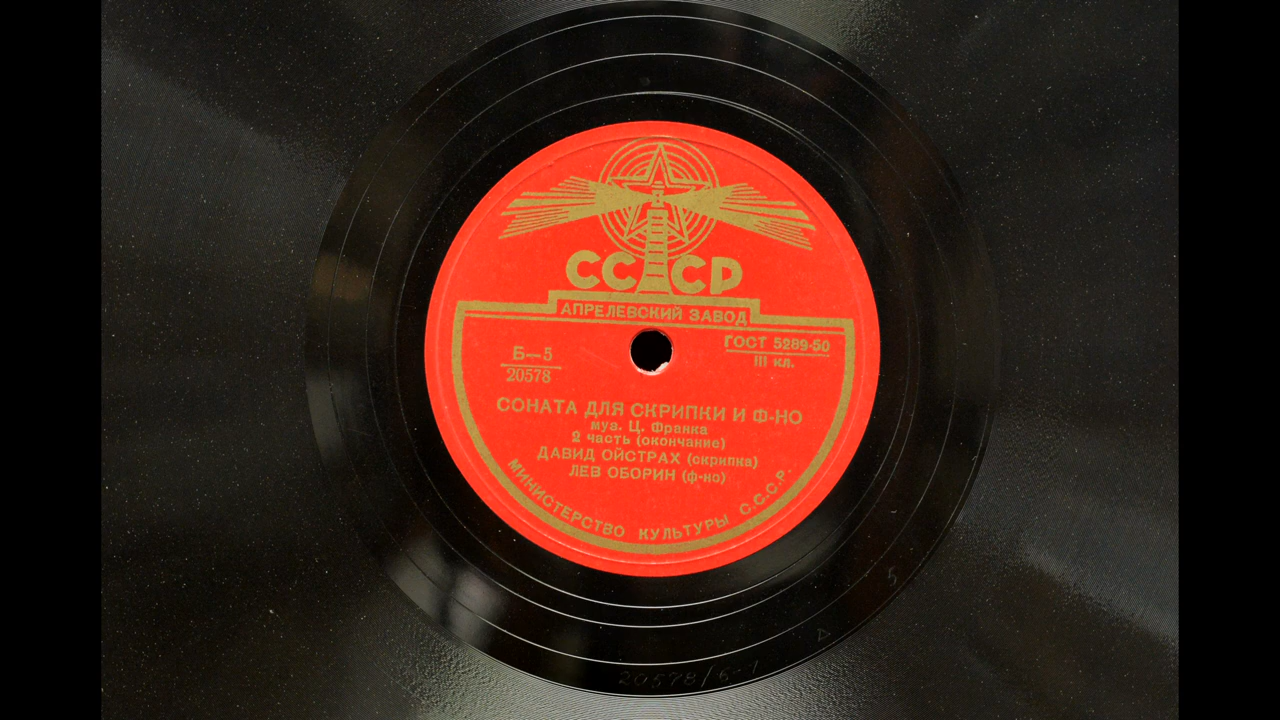 СССР
АПРЕЛЕВСКИЙ ЗАВОД
Б—5
20578
ГОСТ 5289-50
III кл.
СОНАТА ДЛЯ СКРИПКИ И Ф-НО
муз. Ц. Франка
2 часть (окончание)
ДАВИД ОЙСТРАХ (скрипка)
ЛЕВ ОБОРИН (ф-но)
МИНИСТЕРСТВО КУЛЬТУРЫ С.С.С.Р.
5
20578/6-1